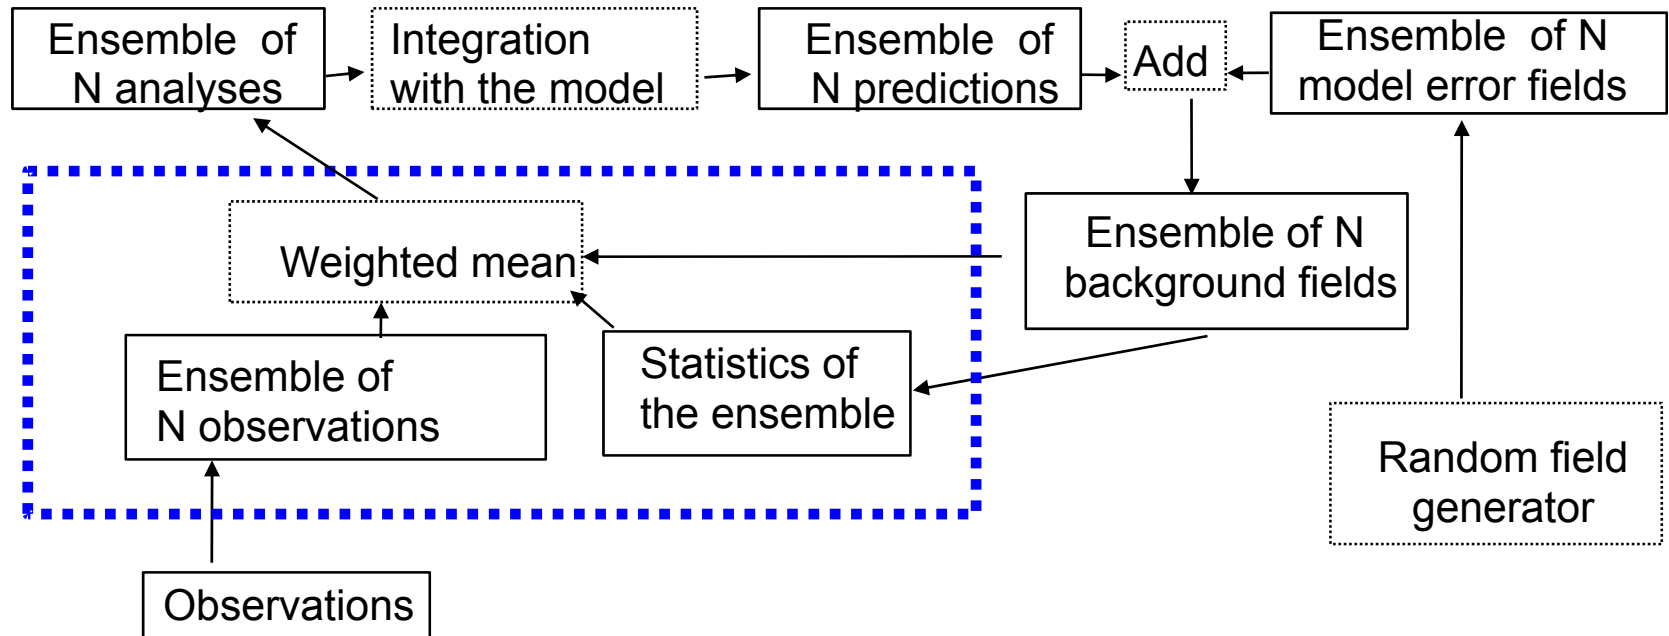 Ensemble of
N analyses
Integration
with the model
Ensemble of
N predictions
Add
Ensemble of N
model error fields
Weighted mean
Ensemble of N
background fields
Ensemble of
N observations
Statistics of
the ensemble
Random field
generator
Observations